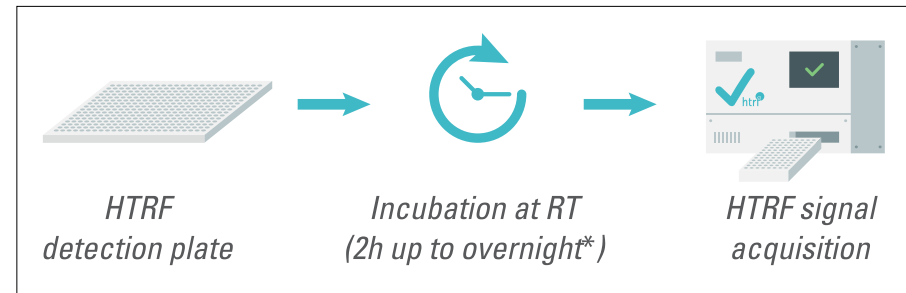 htrf
HTRF
detection plate
Incubation at RT
(2h up to overnight*)
HTRF signal
acquisition